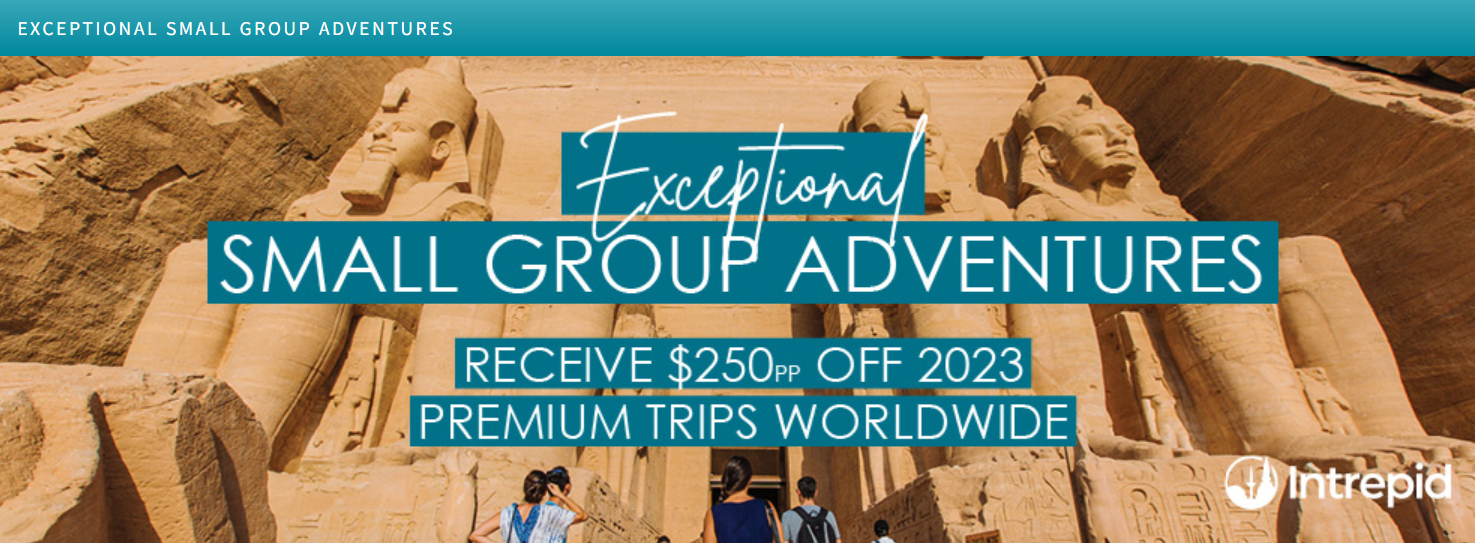 EXCEPTIONAL SMALL GROUP ADVENTURES
Exceptional
SMALL GROUP ADVENTURES
RECEIVE $250PP OFF 2023
PREMIUM TRIPS WORLDWIDE
Intrepid